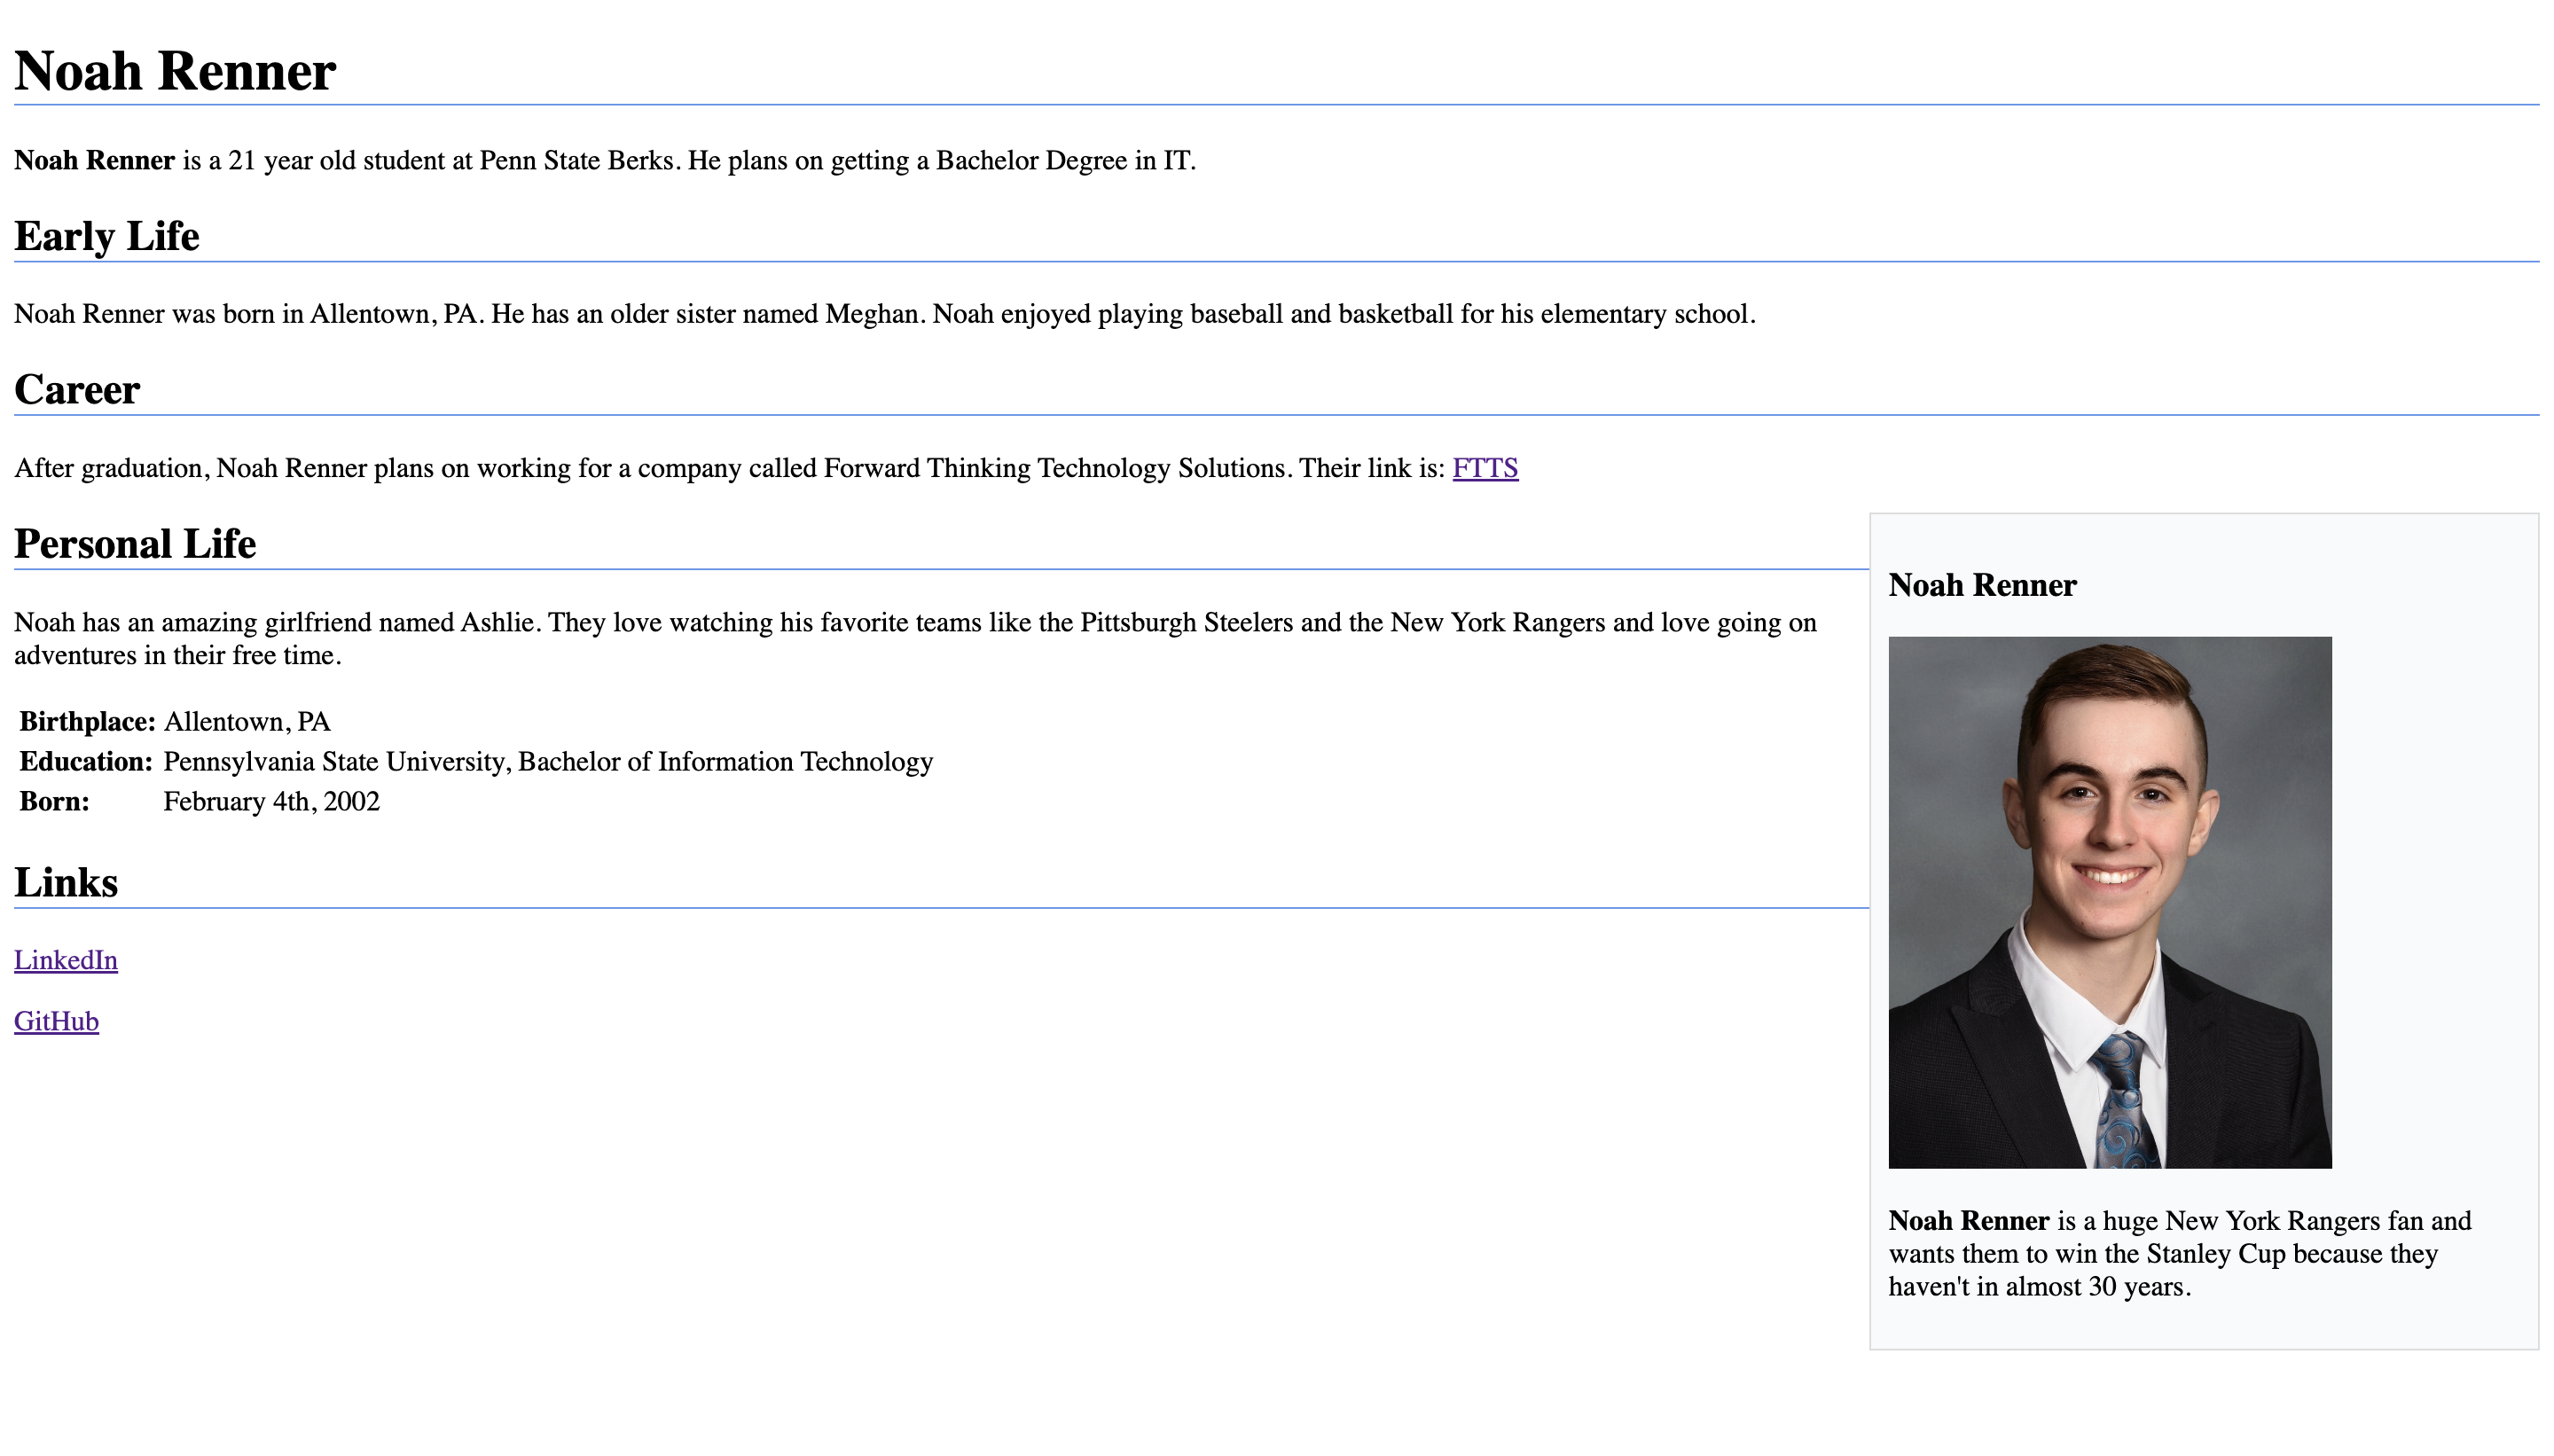 Noah Renner
Noah Renner is a 21 year old student at Penn State Berks. He plans on getting a Bachelor Degree in IT.
Early Life
Noah Renner was born in Allentown, PA. He has an older sister named Meghan. Noah enjoyed playing baseball and basketball for his elementary school.
Career
After graduation, Noah Renner plans on working for a company called Forward Thinking Technology Solutions. Their link is: FTTS
Personal Life
Noah has an amazing girlfriend named Ashlie. They love watching his favorite teams like the Pittsburgh Steelers and the New York Rangers and love going on
adventures in their free time.
Birthplace: Allentown, PA
Education: Pennsylvania State University, Bachelor of Information Technology
Born: February 4th, 2002
Links
LinkedIn
GitHub
Noah Renner
Noah Renner is a huge New York Rangers fan and
wants them to win the Stanley Cup because they
haven't in almost 30 years.